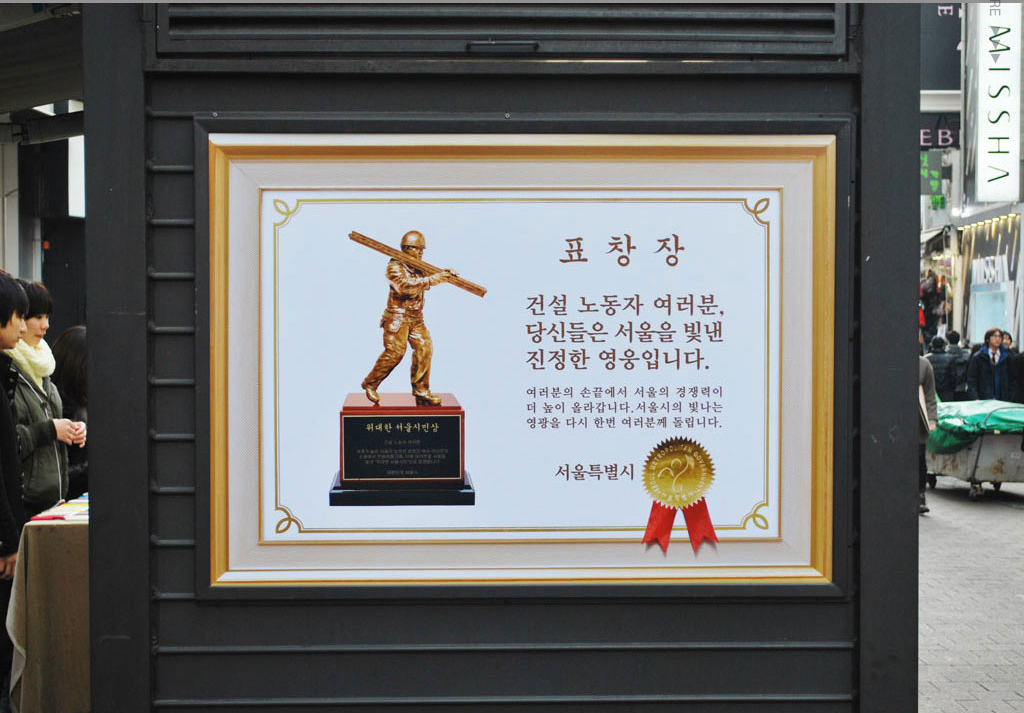 표창장
건설 노동자 여러분,
당신들은 서울을 빛낸
진정한 영웅입니다.
여러분의 손끝에서 서울의 경쟁력이
더 높이 올라갑니다. 서울시의 빛나는
영광을 다시 한번 여러분께 돌립니다.
서울특별시
위대한 서울시민상
MISSHA
MISSHA